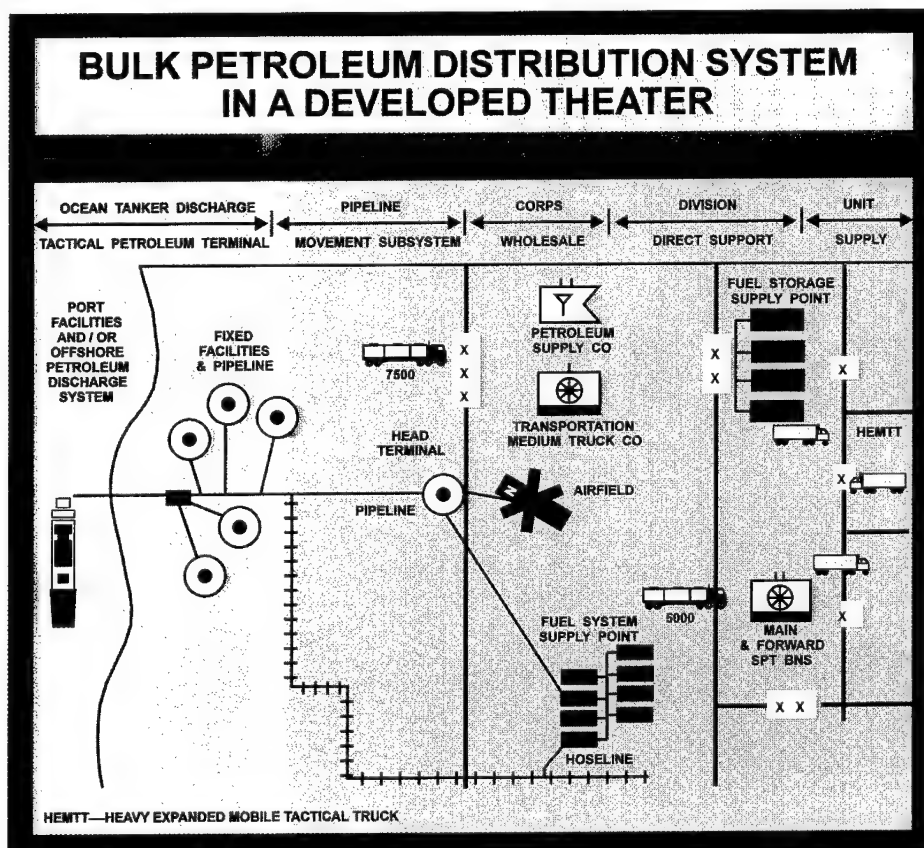 BULK PETROLEUM DISTRIBUTION SYSTEM
IN A DEVELOPED THEATER
OCEAN TANKER DISCHARGE
PIPELINE
CORPS
DIVISION
UNIT
TACTICAL PETROLEUM TERMINAL
MOVEMENT SUBSYSTEM
WHOLESALE
DIRECT SUPPORT
SUPPLY
PORT
FACILITIES
AND / OR
OFFSHORE
PETROLEUM
DISCHARGE
SYSTEM
FIXED
FACILITIES
& PIPELINE
7500
X
X
X
PETROLEUM
SUPPLY CO
TRANSPORTATION
MEDIUM TRUCK CO
X
X
FUEL STORAGE
SUPPLY POINT
X
HEMTT
HEAD
TERMINAL
PIPELINE
N
AIRFIELD
X
FUEL SYSTEM
SUPPLY POINT
HOSELINE
5000
MAIN
& FORWARD
SPT BNS
X
X X
HEMTT—HEAVY EXPANDED MOBILE TACTICAL TRUCK